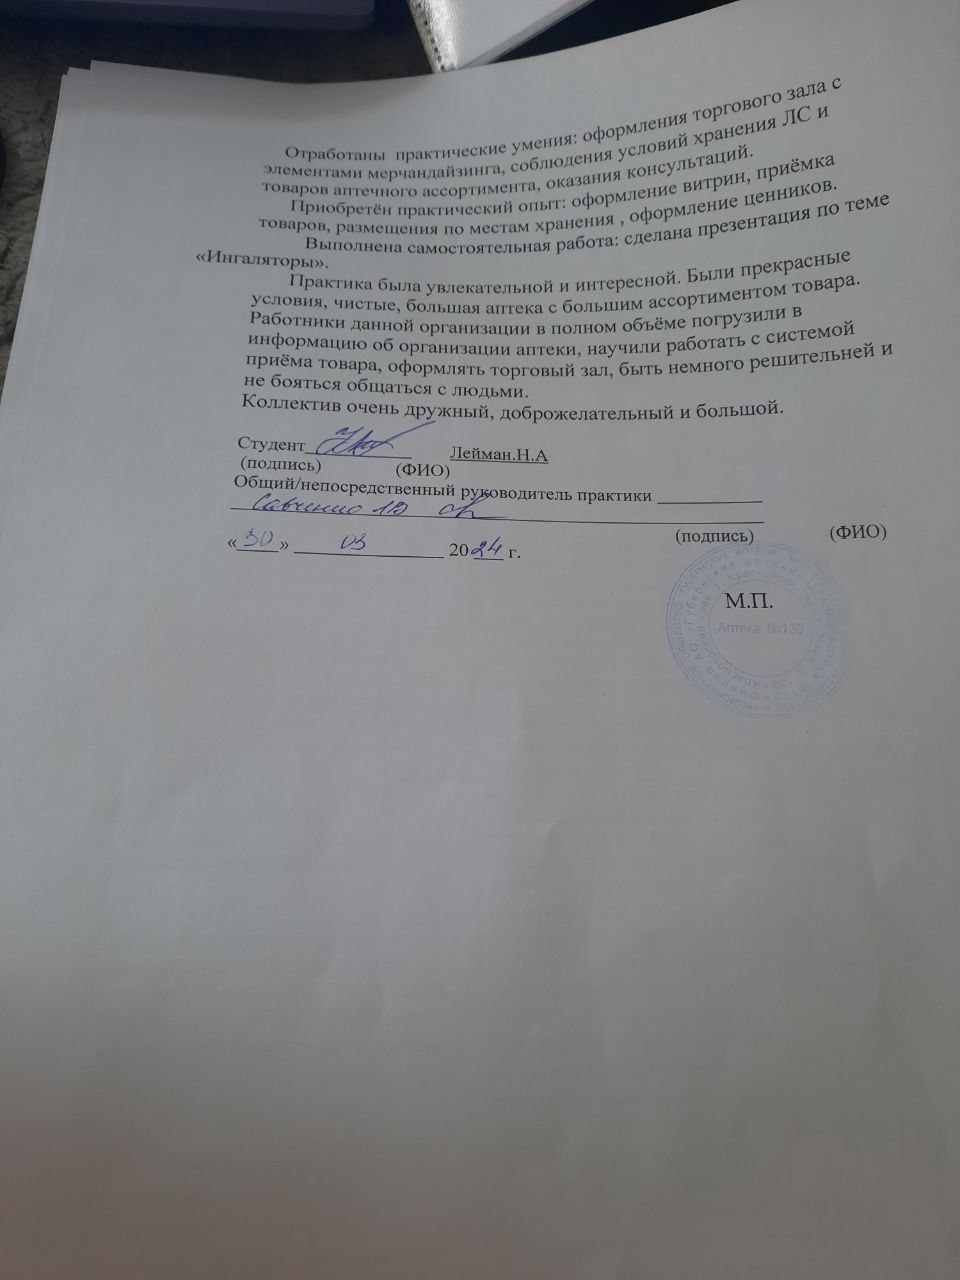 Отработаны практические умения: оформления торгового зала с
элементами мерчандайзинга, соблюдения условий хранения ЛС и
товаров аптечного ассортимента, оказания консультаций.
Приобретён практический опыт: оформление витрин, приёмка
товаров, размещения по местам хранения , оформление ценников.
Выполнена самостоятельная работа: сделана презентация по теме
«Ингаляторы».
Практика была увлекательной и интересной. Были прекрасные
условия, чистые, большая аптека с большим ассортиментом товара.
Работники данной организации в полном объёме погрузили в
информацию об организации аптеки, научили работать с системой
приёма товара, оформлять торговый зал, быть немного решительней и
не бояться общаться с людьми.
Коллектив очень дружный, доброжелательный и большой.
Студент Лейман.Н.А
(подпись) (ФИО)
Общий/непосредственный руководитель практики
(подпись) (ФИО)
«30» 03 2024 г.
М.П.
Аптека №130